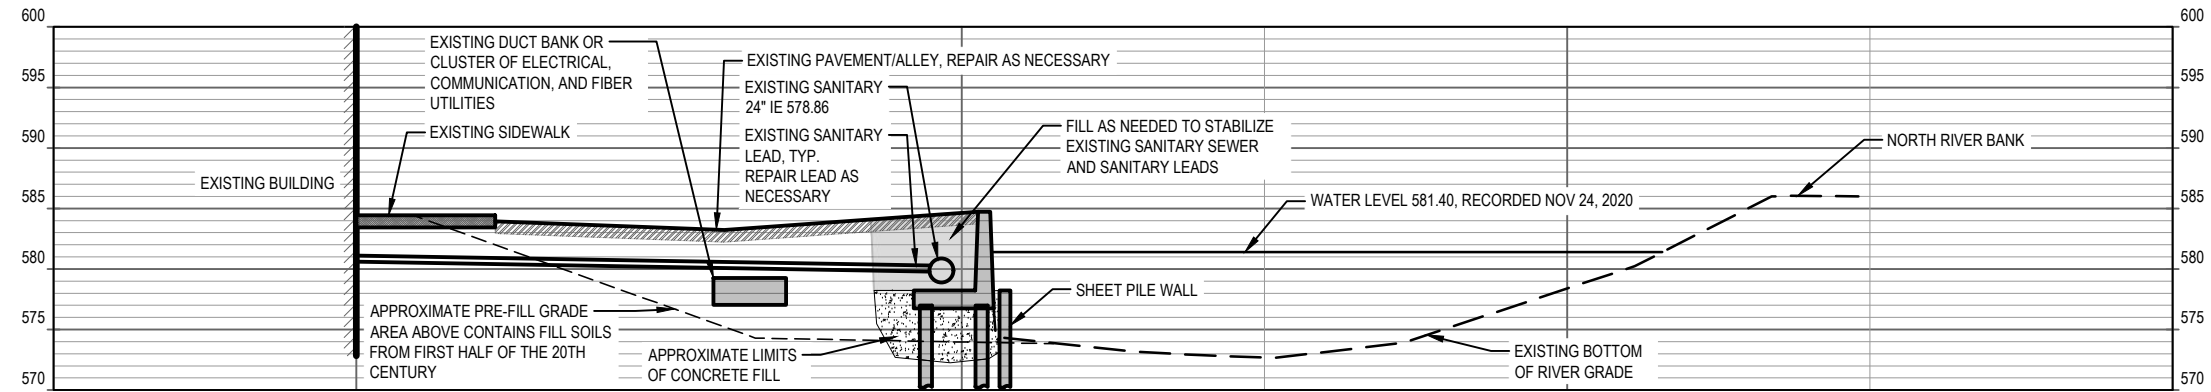 600
595
590
585
580
575
570
EXISTING BUILDING
EXISTING DUCT BANK OR
CLUSTER OF ELECTRICAL,
COMMUNICATION, AND FIBER
UTILITIES
EXISTING SIDEWALK
EXISTING PAVEMENT/ALLEY, REPAIR AS NECESSARY
EXISTING SANITARY
24" IE 578.86
EXISTING SANITARY
LEAD, TYP.
REPAIR LEAD AS
NECESSARY
FILL AS NEEDED TO STABILIZE
EXISTING SANITARY SEWER
AND SANITARY LEADS
NORTH RIVER BANK
WATER LEVEL 581.40, RECORDED NOV 24, 2020
SHEET PILE WALL
APPROXIMATE PRE-FILL GRADE
AREA ABOVE CONTAINS FILL SOILS
FROM FIRST HALF OF THE 20TH
CENTURY
APPROXIMATE LIMITS
OF CONCRETE FILL
EXISTING BOTTOM
OF RIVER GRADE
600
595
590
585
580
575
570